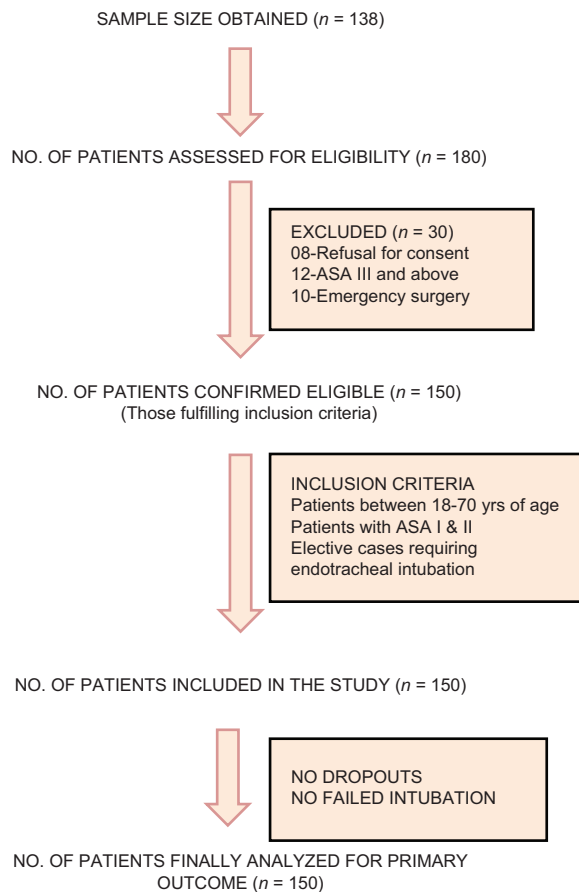 SAMPLE SIZE OBTAINED (n = 138)
NO. OF PATIENTS ASSESSED FOR ELIGIBILITY (n = 180)
EXCLUDED (n = 30)
08-Refusal for consent
12-ASA III and above
10-Emergency surgery
NO. OF PATIENTS CONFIRMED ELIGIBLE (n = 150)
(Those fulfilling inclusion criteria)
INCLUSION CRITERIA
Patients between 18-70 yrs of age
Patients with ASA I & II
Elective cases requiring
endotracheal intubation
NO. OF PATIENTS INCLUDED IN THE STUDY (n = 150)
NO DROPOUTS
NO FAILED INTUBATION
NO. OF PATIENTS FINALLY ANALYZED FOR PRIMARY
OUTCOME (n = 150)